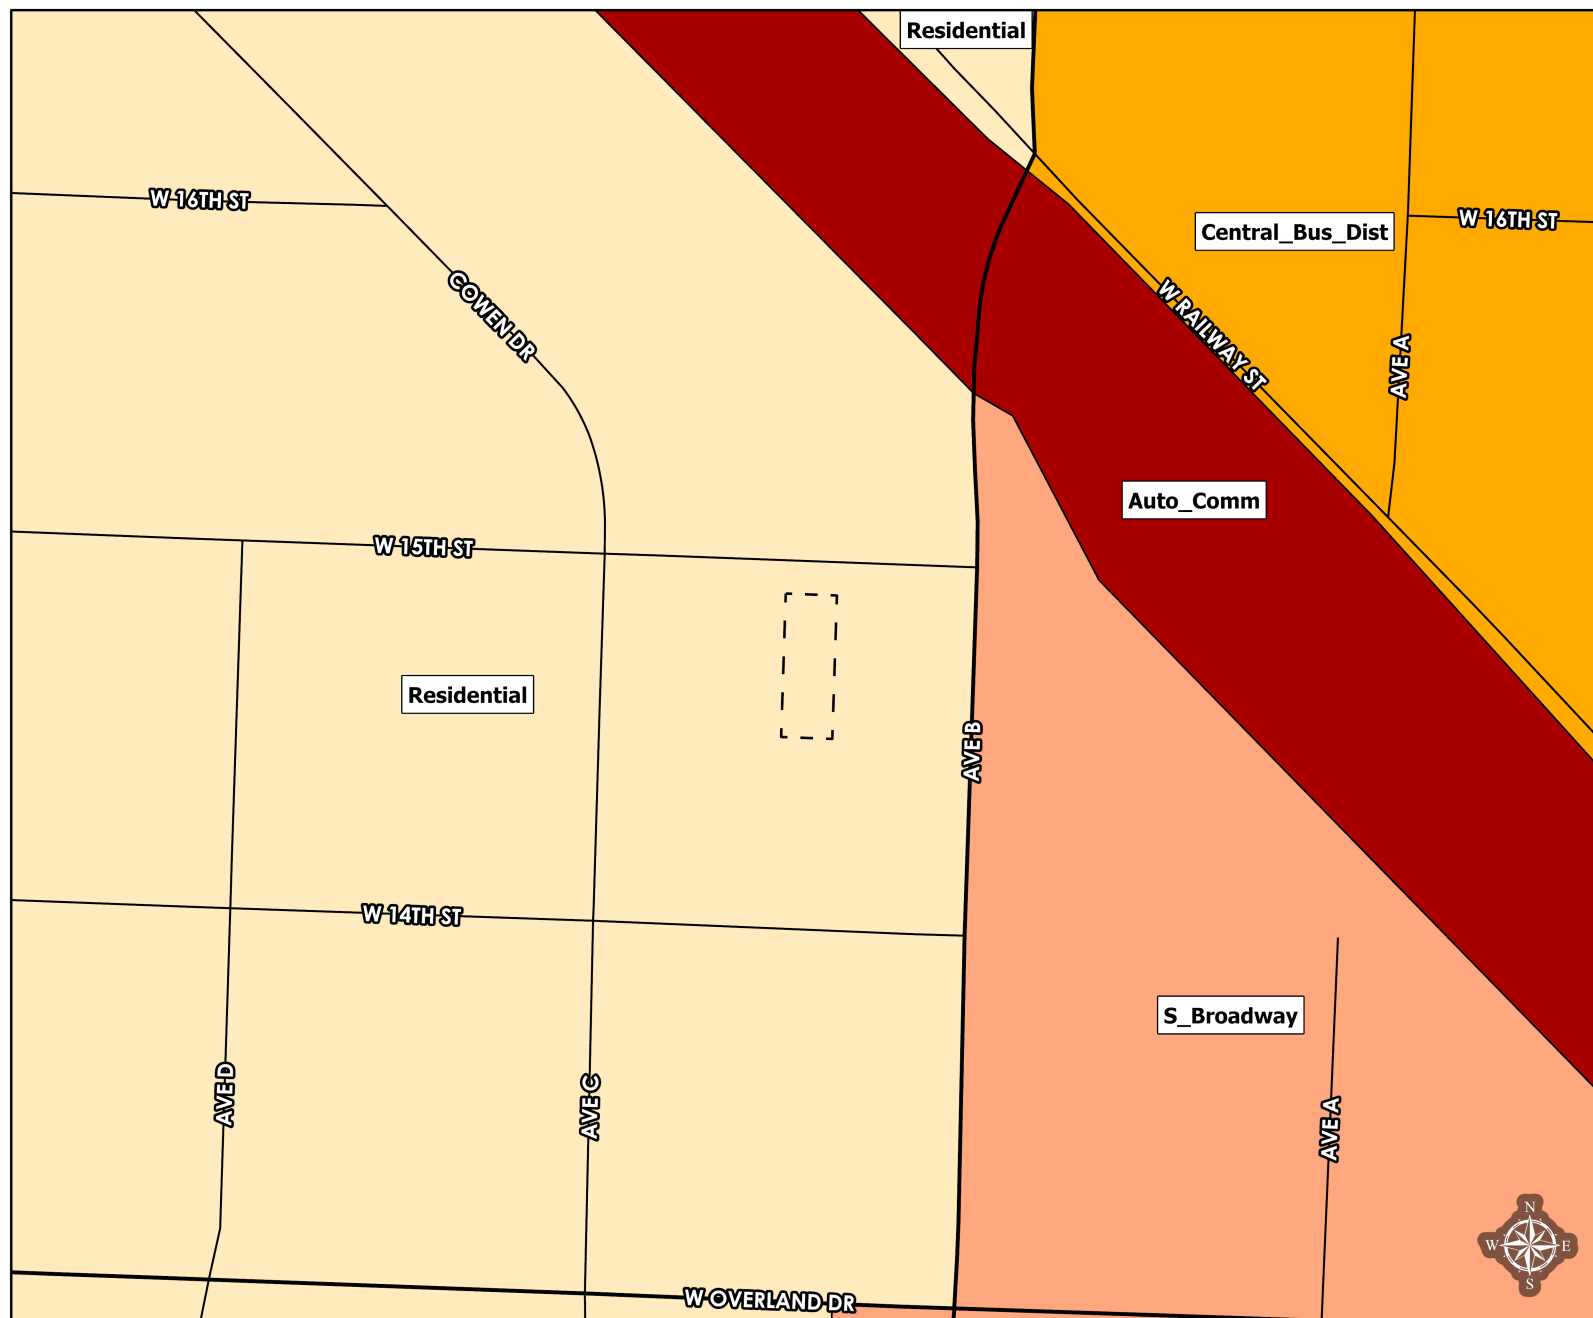 Residential
W 16TH ST
W 16TH ST
Central_Bus_Dist
COWEN DR
W RAILWAY ST
AVE A
Auto_Comm
W 15TH ST
Residential
AVE B
W 14TH ST
S_Broadway
AVE D
AVE C
AVE A
N
W E
S
W OVERLAND DR